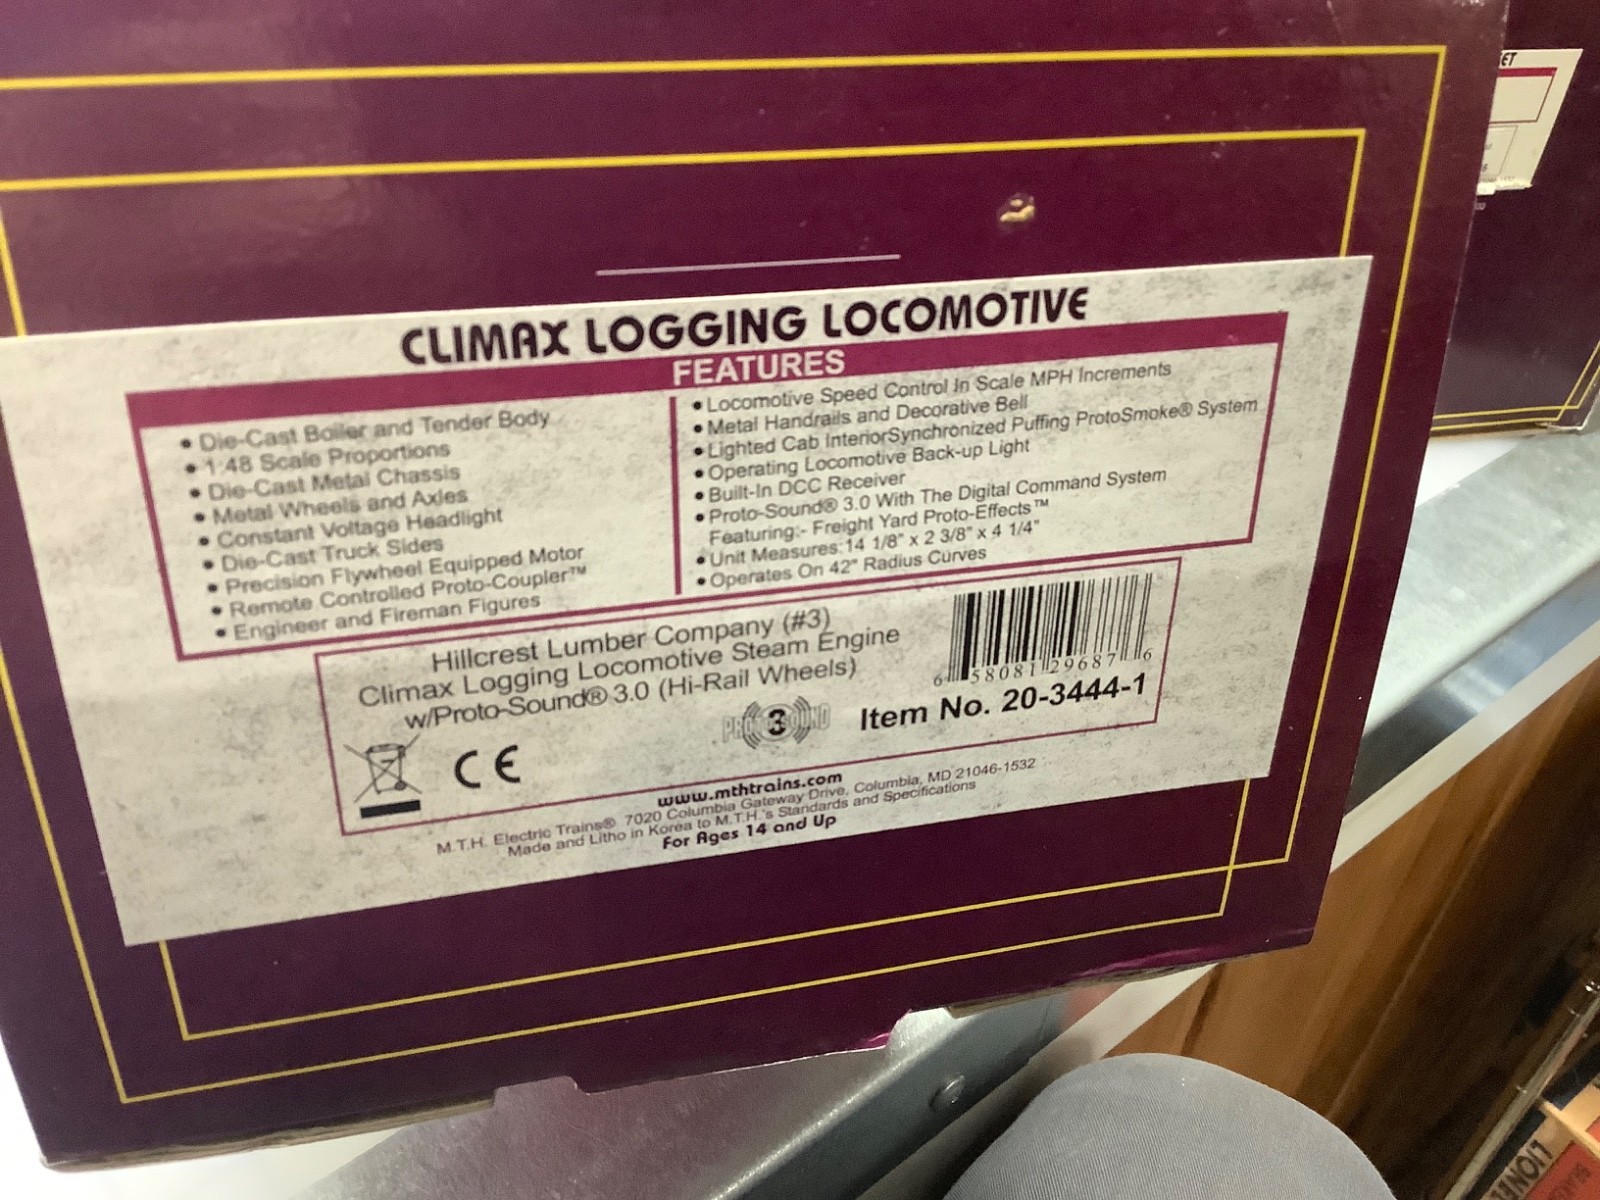 CLIMAX LOGGING LOCOMOTIVE
FEATURES
• Die-Cast Boiler and Tender Body
• 1:48 Scale Proportions
• Die-Cast Metal Chassis
• Metal Wheels and Axles
• Constant Voltage Headlight
• Die-Cast Truck Sides
• Precision Flywheel Equipped Motor
• Remote Controlled Proto-Coupler™
• Engineer and Fireman Figures
• Locomotive Speed Control In Scale MPH Increments
• Metal Handrails and Decorative Bell
• Lighted Cab InteriorSynchronized Puffing ProtoSmoke® System
• Operating Locomotive Back-up Light
• Built-In DCC Receiver
• Proto-Sound® 3.0 With The Digital Command System
Featuring:- Freight Yard Proto-Effects™
• Unit Measures:14 1/8" x 2 3/8" x 4 1/4"
• Operates On 42" Radius Curves
Hillcrest Lumber Company (#3)
Climax Logging Locomotive Steam Engine
w/Proto-Sound® 3.0 (Hi-Rail Wheels)
6 58081 29687 6
PROTO 3 SOUND
Item No. 20-3444-1
CE
www.mthtrains.com
M.T.H. Electric Trains® 7020 Columbia Gateway Drive, Columbia, MD 21046-1532
Made and Litho in Korea to M.T.H.'s Standards and Specifications
For Ages 14 and Up
ET
LIONE